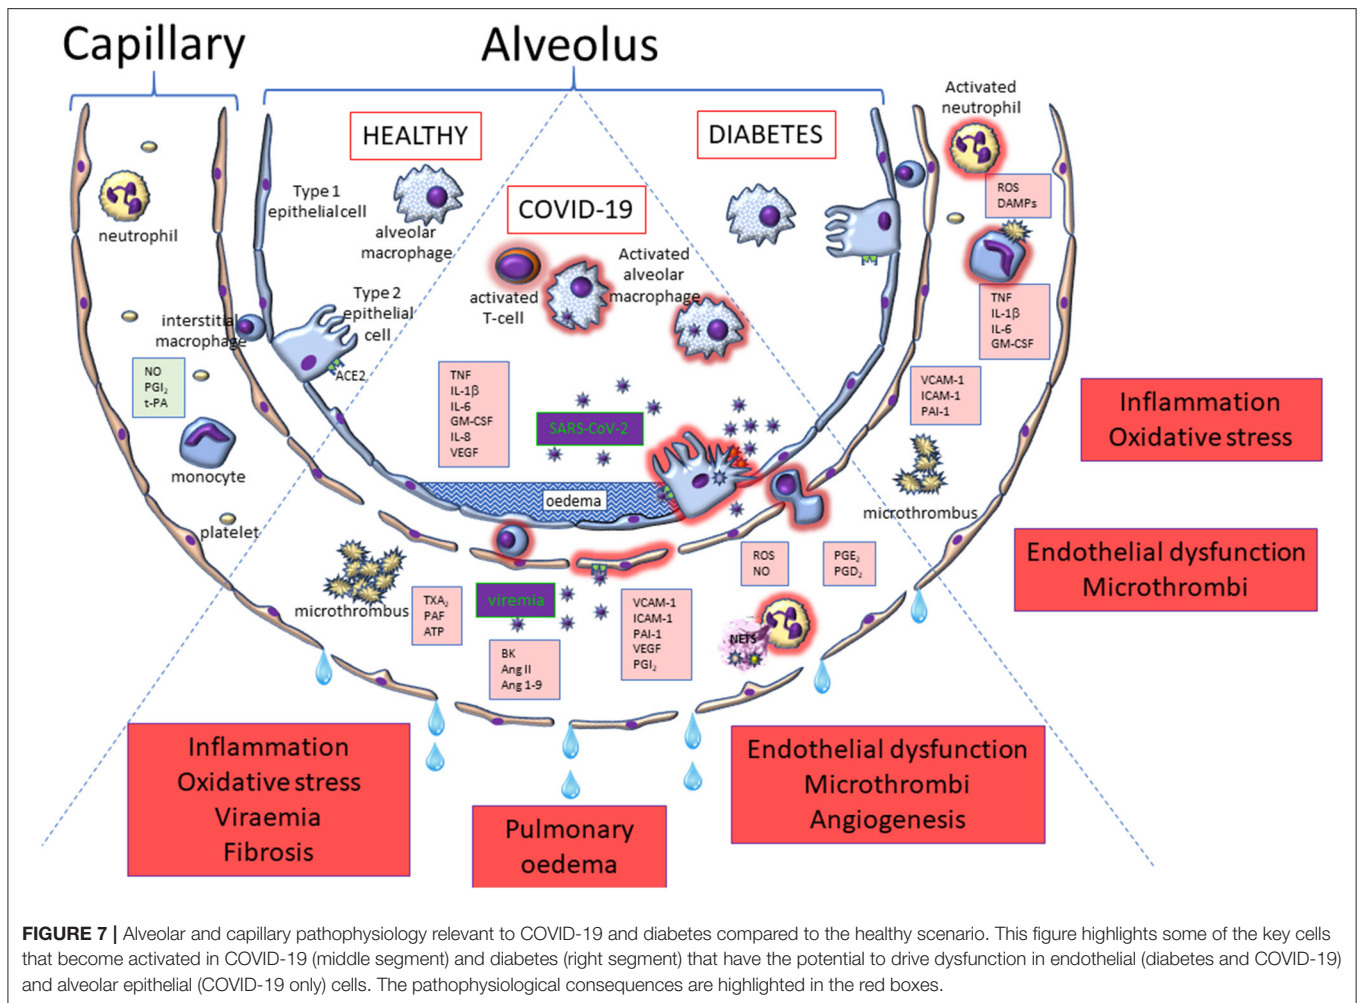 Capillary
Alveolus
HEALTHY
DIABETES
COVID-19
Activated
neutrophil
ROS
DAMPs
TNF
IL-1β
IL-6
GM-CSF
VCAM-1
ICAM-1
PAI-1
microthrombus
neutrophil
Type 1
epithelial cell
alveolar
macrophage
Type 2
epithelial
cell
interstitial
macrophage
ACE2
NO
PGI₂
t-PA
monocyte
platelet
activated
T-cell
Activated
alveolar
macrophage
TNF
IL-1β
IL-6
GM-CSF
IL-8
VEGF
SARS-CoV-2
oedema
microthrombus
TXA₂
PAF
ATP
viremia
BK
Ang II
Ang 1-9
VCAM-1
ICAM-1
PAI-1
VEGF
PGI₂
ROS
NO
PGE₂
PGD₂
NETS
Inflammation
Oxidative stress
Endothelial dysfunction
Microthrombi
Inflammation
Oxidative stress
Viraemia
Fibrosis
Pulmonary
oedema
Endothelial dysfunction
Microthrombi
Angiogenesis
FIGURE 7 | Alveolar and capillary pathophysiology relevant to COVID-19 and diabetes compared to the healthy scenario. This figure highlights some of the key cells
that become activated in COVID-19 (middle segment) and diabetes (right segment) that have the potential to drive dysfunction in endothelial (diabetes and COVID-19)
and alveolar epithelial (COVID-19 only) cells. The pathophysiological consequences are highlighted in the red boxes.